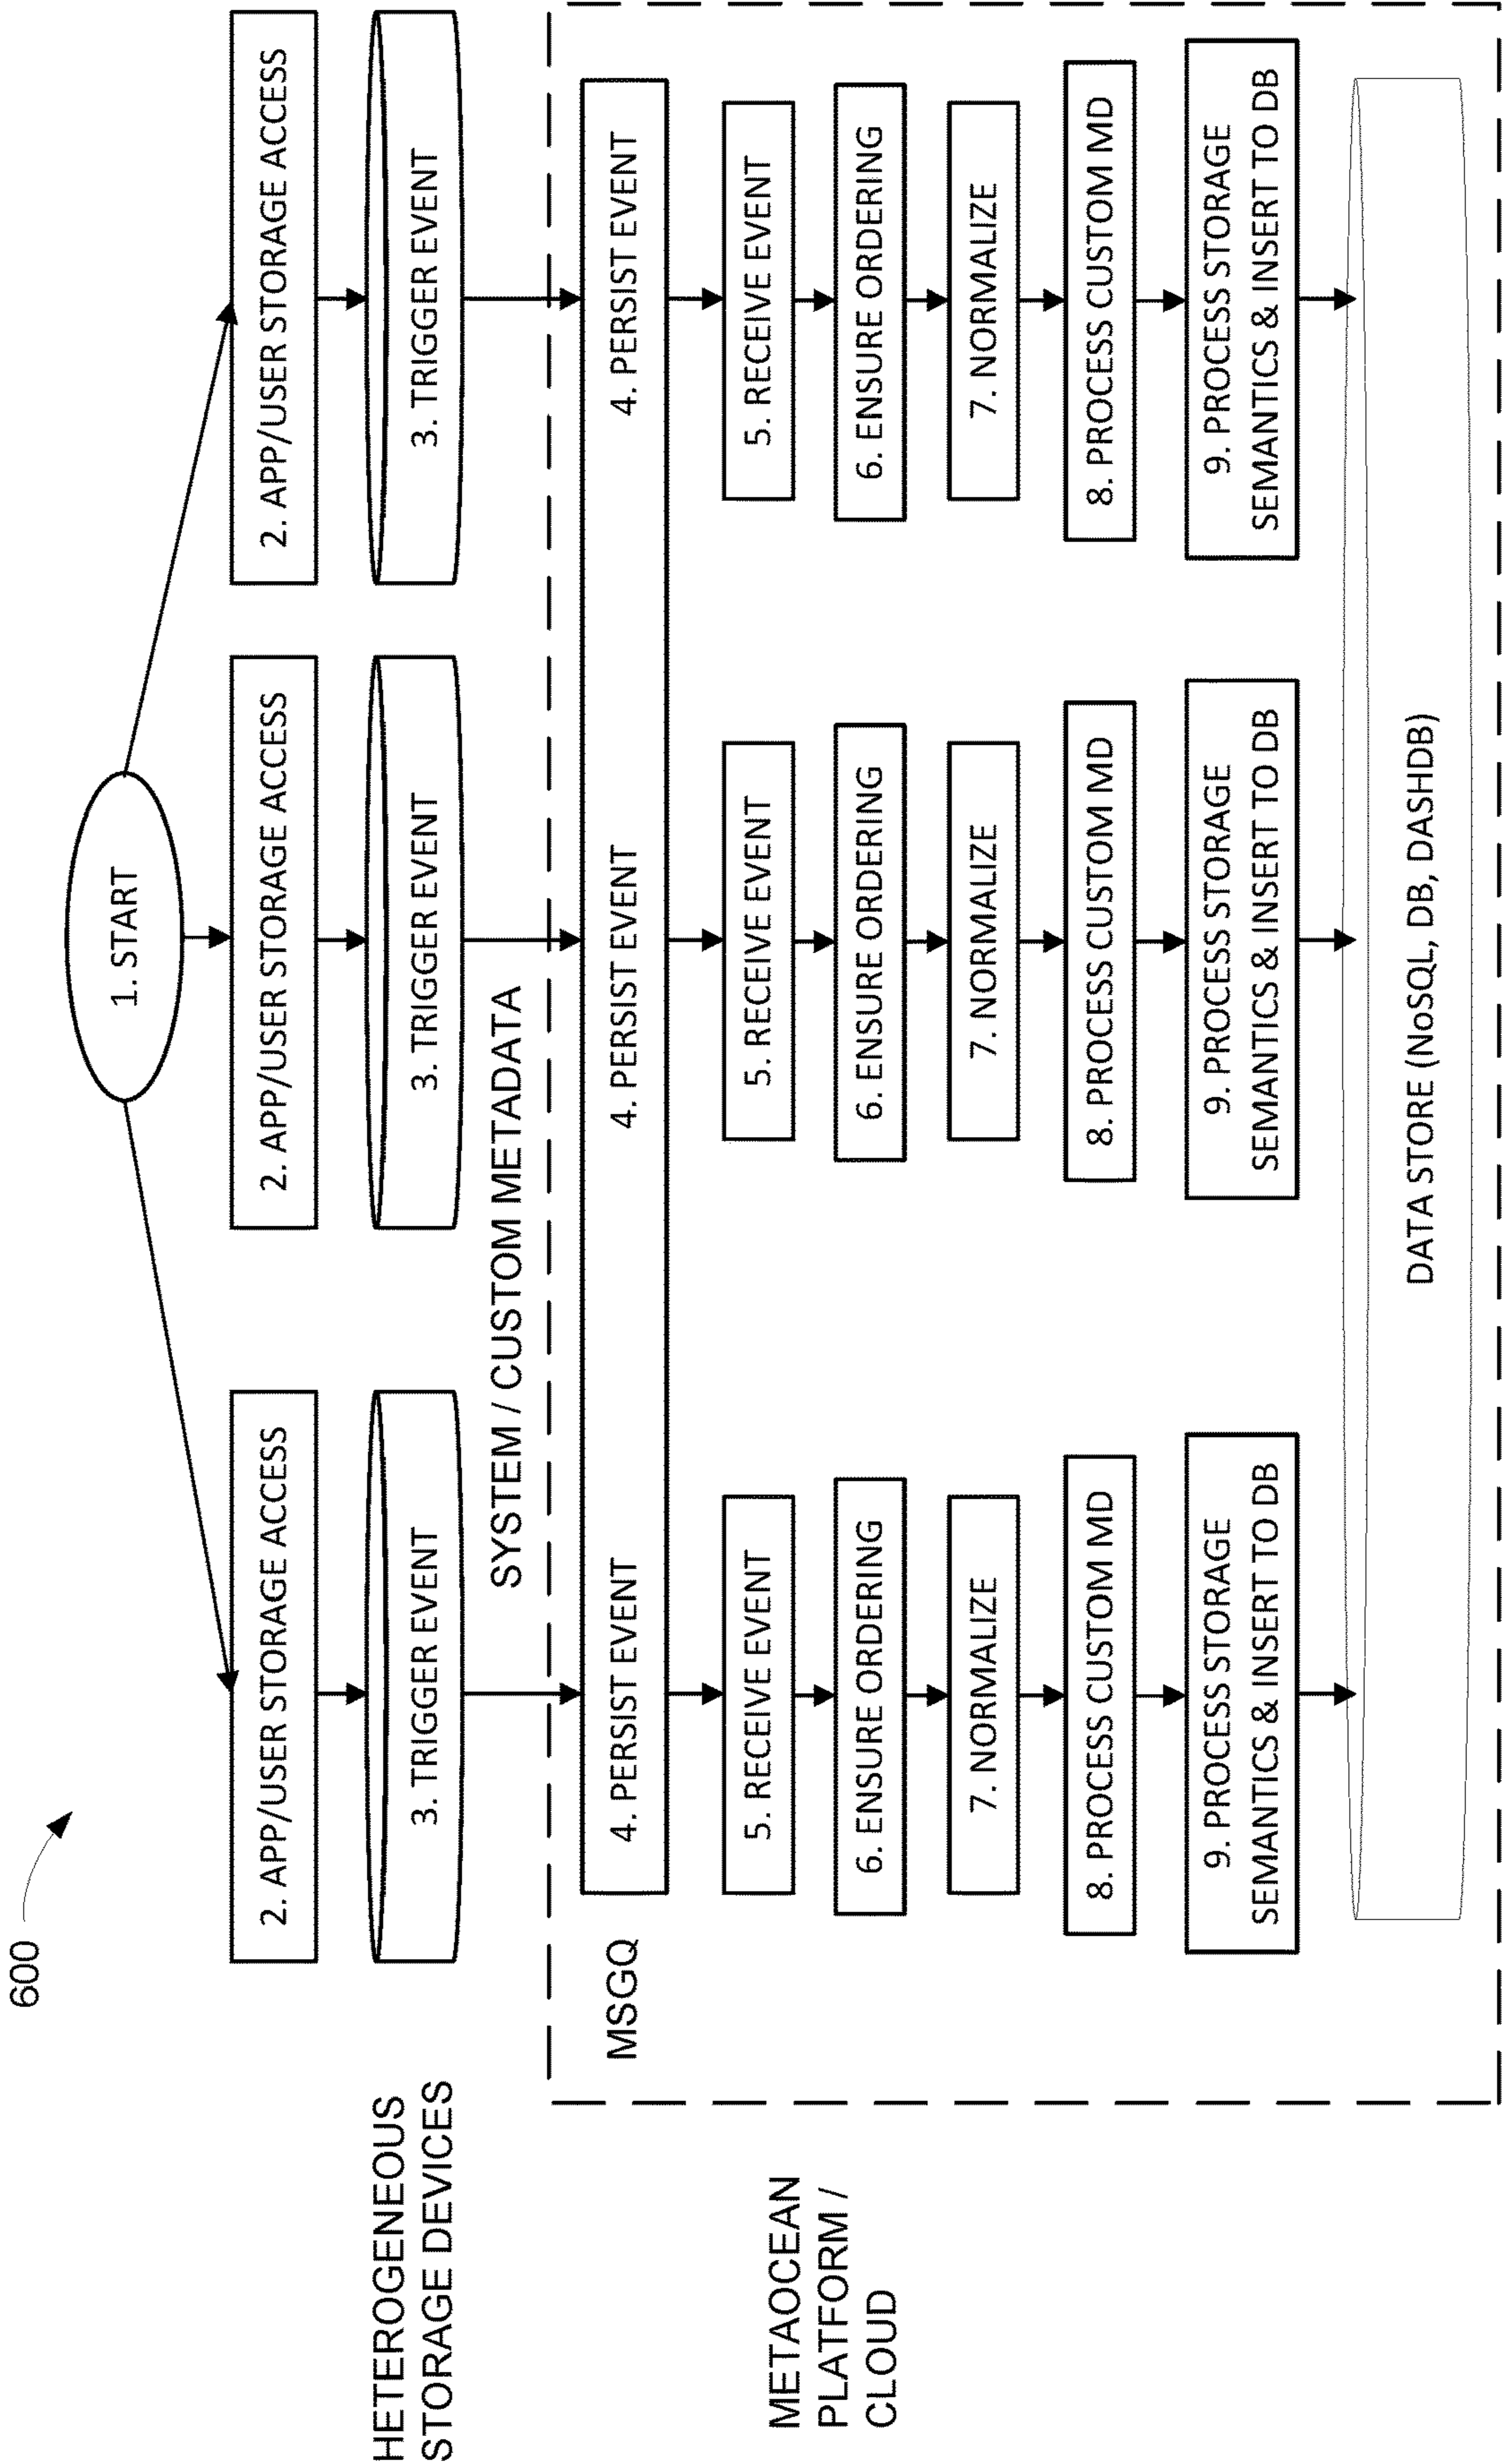 600
1. START
2. APP/USER STORAGE ACCESS
2. APP/USER STORAGE ACCESS
2. APP/USER STORAGE ACCESS
HETEROGENEOUS
STORAGE DEVICES
3. TRIGGER EVENT
3. TRIGGER EVENT
3. TRIGGER EVENT
SYSTEM / CUSTOM METADATA
MSGQ
4. PERSIST EVENT
4. PERSIST EVENT
4. PERSIST EVENT
METAOCEAN
PLATFORM /
CLOUD
5. RECEIVE EVENT
5. RECEIVE EVENT
5. RECEIVE EVENT
6. ENSURE ORDERING
6. ENSURE ORDERING
6. ENSURE ORDERING
7. NORMALIZE
7. NORMALIZE
7. NORMALIZE
8. PROCESS CUSTOM MD
8. PROCESS CUSTOM MD
8. PROCESS CUSTOM MD
9. PROCESS STORAGE
SEMANTICS & INSERT TO DB
9. PROCESS STORAGE
SEMANTICS & INSERT TO DB
9. PROCESS STORAGE
SEMANTICS & INSERT TO DB
DATA STORE (NoSQL, DB, DASHDB)